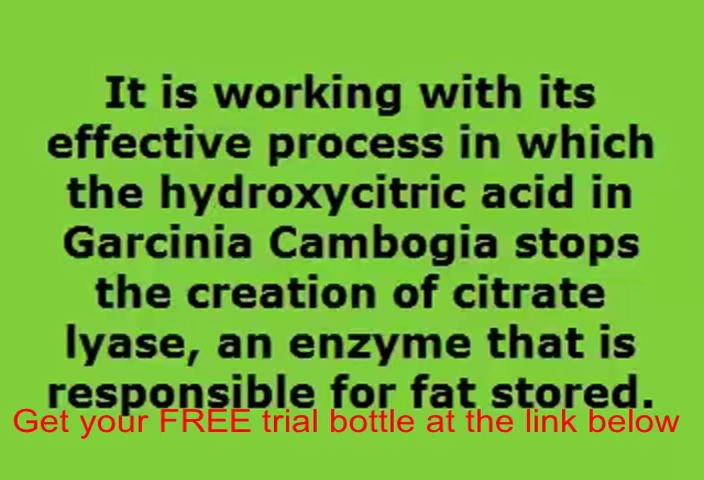 It is working with its
effective process in which
the hydroxycitric acid in
Garcinia Cambogia stops
the creation of citrate
lyase, an enzyme that is
responsible for fat stored.
Get your FREE trial bottle at the link below